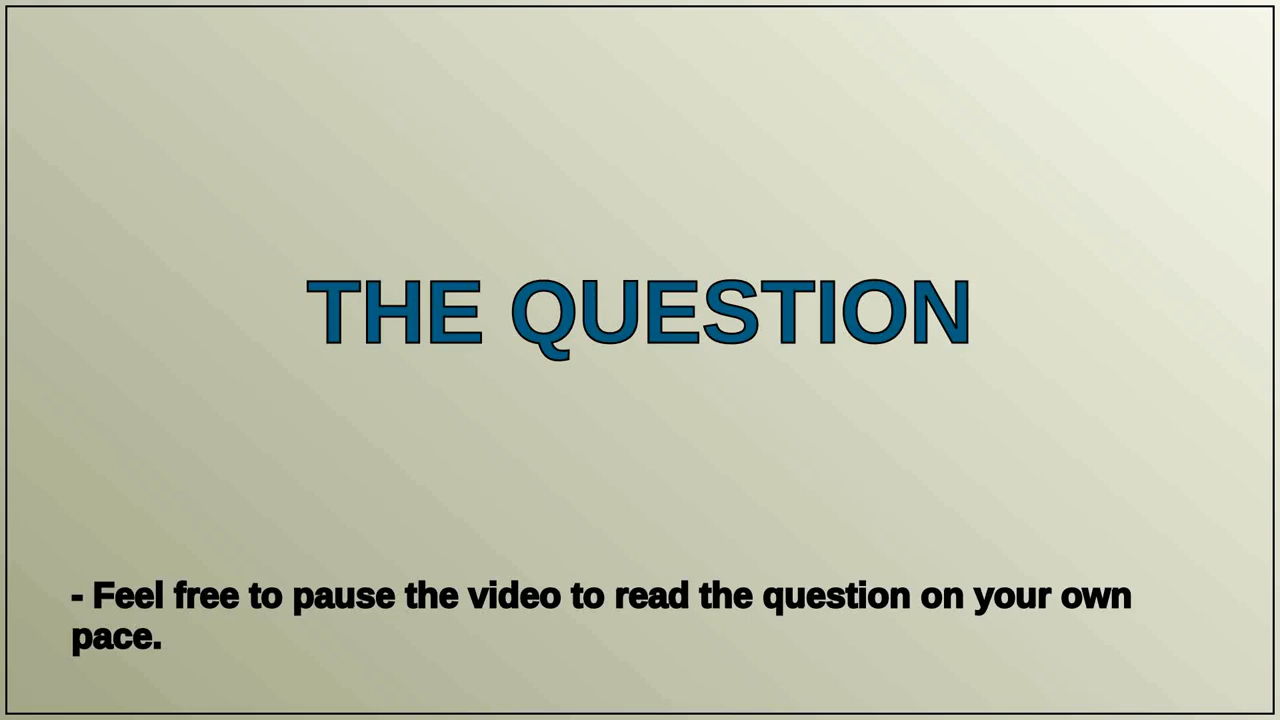 THE QUESTION
- Feel free to pause the video to read the question on your own
pace.